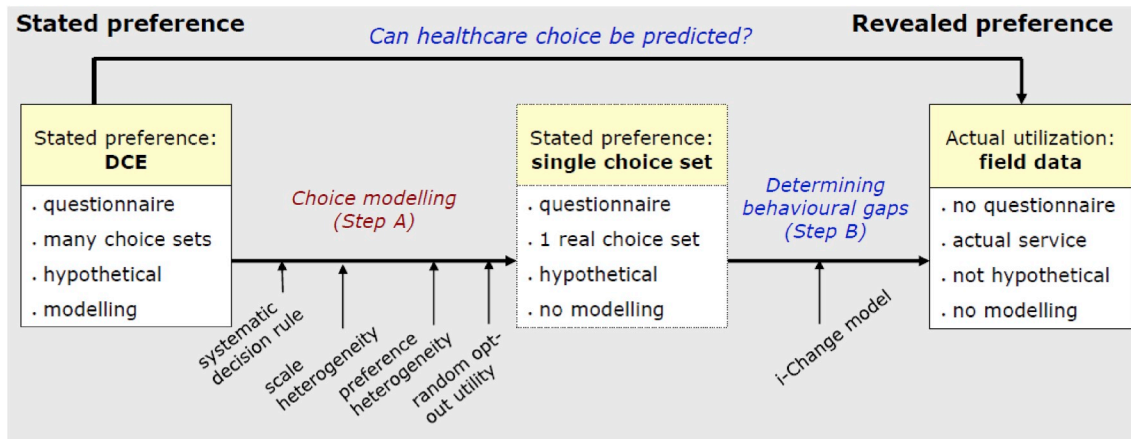 Stated preference
Revealed preference
Can healthcare choice be predicted?
Stated preference:
DCE
. questionnaire
. many choice sets
. hypothetical
. modelling
Choice modelling
(Step A)
systematic
decision rule
scale
heterogeneity
preference
heterogeneity
random opt-
out utility
Stated preference:
single choice set
. questionnaire
. 1 real choice set
. hypothetical
. no modelling
Determining
behavioural gaps
(Step B)
i-Change model
Actual utilization:
field data
. no questionnaire
. actual service
. not hypothetical
. no modelling